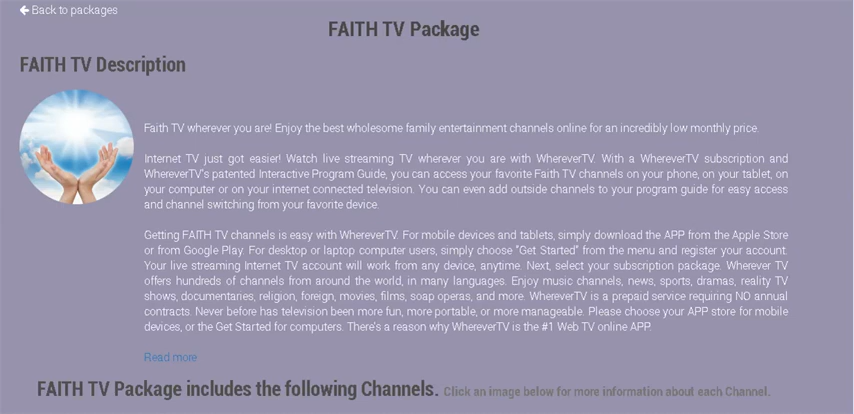 Back to packages
FAITH TV Package
FAITH TV Description
Faith TV wherever you are! Enjoy the best wholesome family entertainment channels online for an incredibly low monthly price.
Internet TV just got easier! Watch live streaming TV wherever you are with WhereverTV. With a WhereverTV subscription and
WhereverTV's patented Interactive Program Guide, you can access your favorite Faith TV channels on your phone, on your tablet, on
your computer or on your internet connected television. You can even add outside channels to your program guide for easy access
and channel switching from your favorite device.
Getting FAITH TV channels is easy with WhereverTV. For mobile devices and tablets, simply download the APP from the Apple Store
or from Google Play. For desktop or laptop computer users, simply choose "Get Started" from the menu and register your account.
Your live streaming Internet TV account will work from any device, anytime. Next, select your subscription package. Wherever TV
offers hundreds of channels from around the world, in many languages. Enjoy music channels, news, sports, dramas, reality TV
shows, documentaries, religion, foreign, movies, films, soap operas, and more. WhereverTV is a prepaid service requiring NO annual
contracts. Never before has television been more fun, more portable, or more manageable. Please choose your APP store for mobile
devices, or the Get Started for computers. There's a reason why WhereverTV is the #1 Web TV online APP.
Read more
FAITH TV Package includes the following Channels. Click an image below for more information about each Channel.